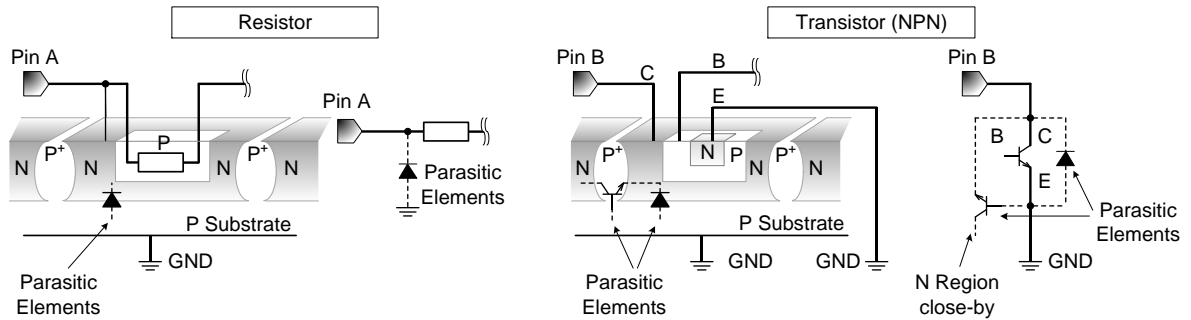 Resistor
Transistor (NPN)
Pin A
Pin B
C
B
E
Pin B
Pin A
N
P⁺
N
P
P⁺
N
N
P⁺
N
N
P
P⁺
N
B
C
E
Parasitic
Elements
P Substrate
GND
Parasitic
Elements
P Substrate
GND
GND
Parasitic
Elements
Parasitic
Elements
GND
N Region
close-by